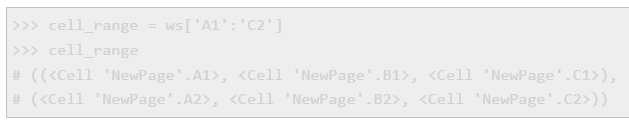 >>> cell_range = ws['A1':'C2']
>>> cell_range
# ((<Cell 'NewPage'.A1>, <Cell 'NewPage'.B1>, <Cell 'NewPage'.C1>),
# (<Cell 'NewPage'.A2>, <Cell 'NewPage'.B2>, <Cell 'NewPage'.C2>))